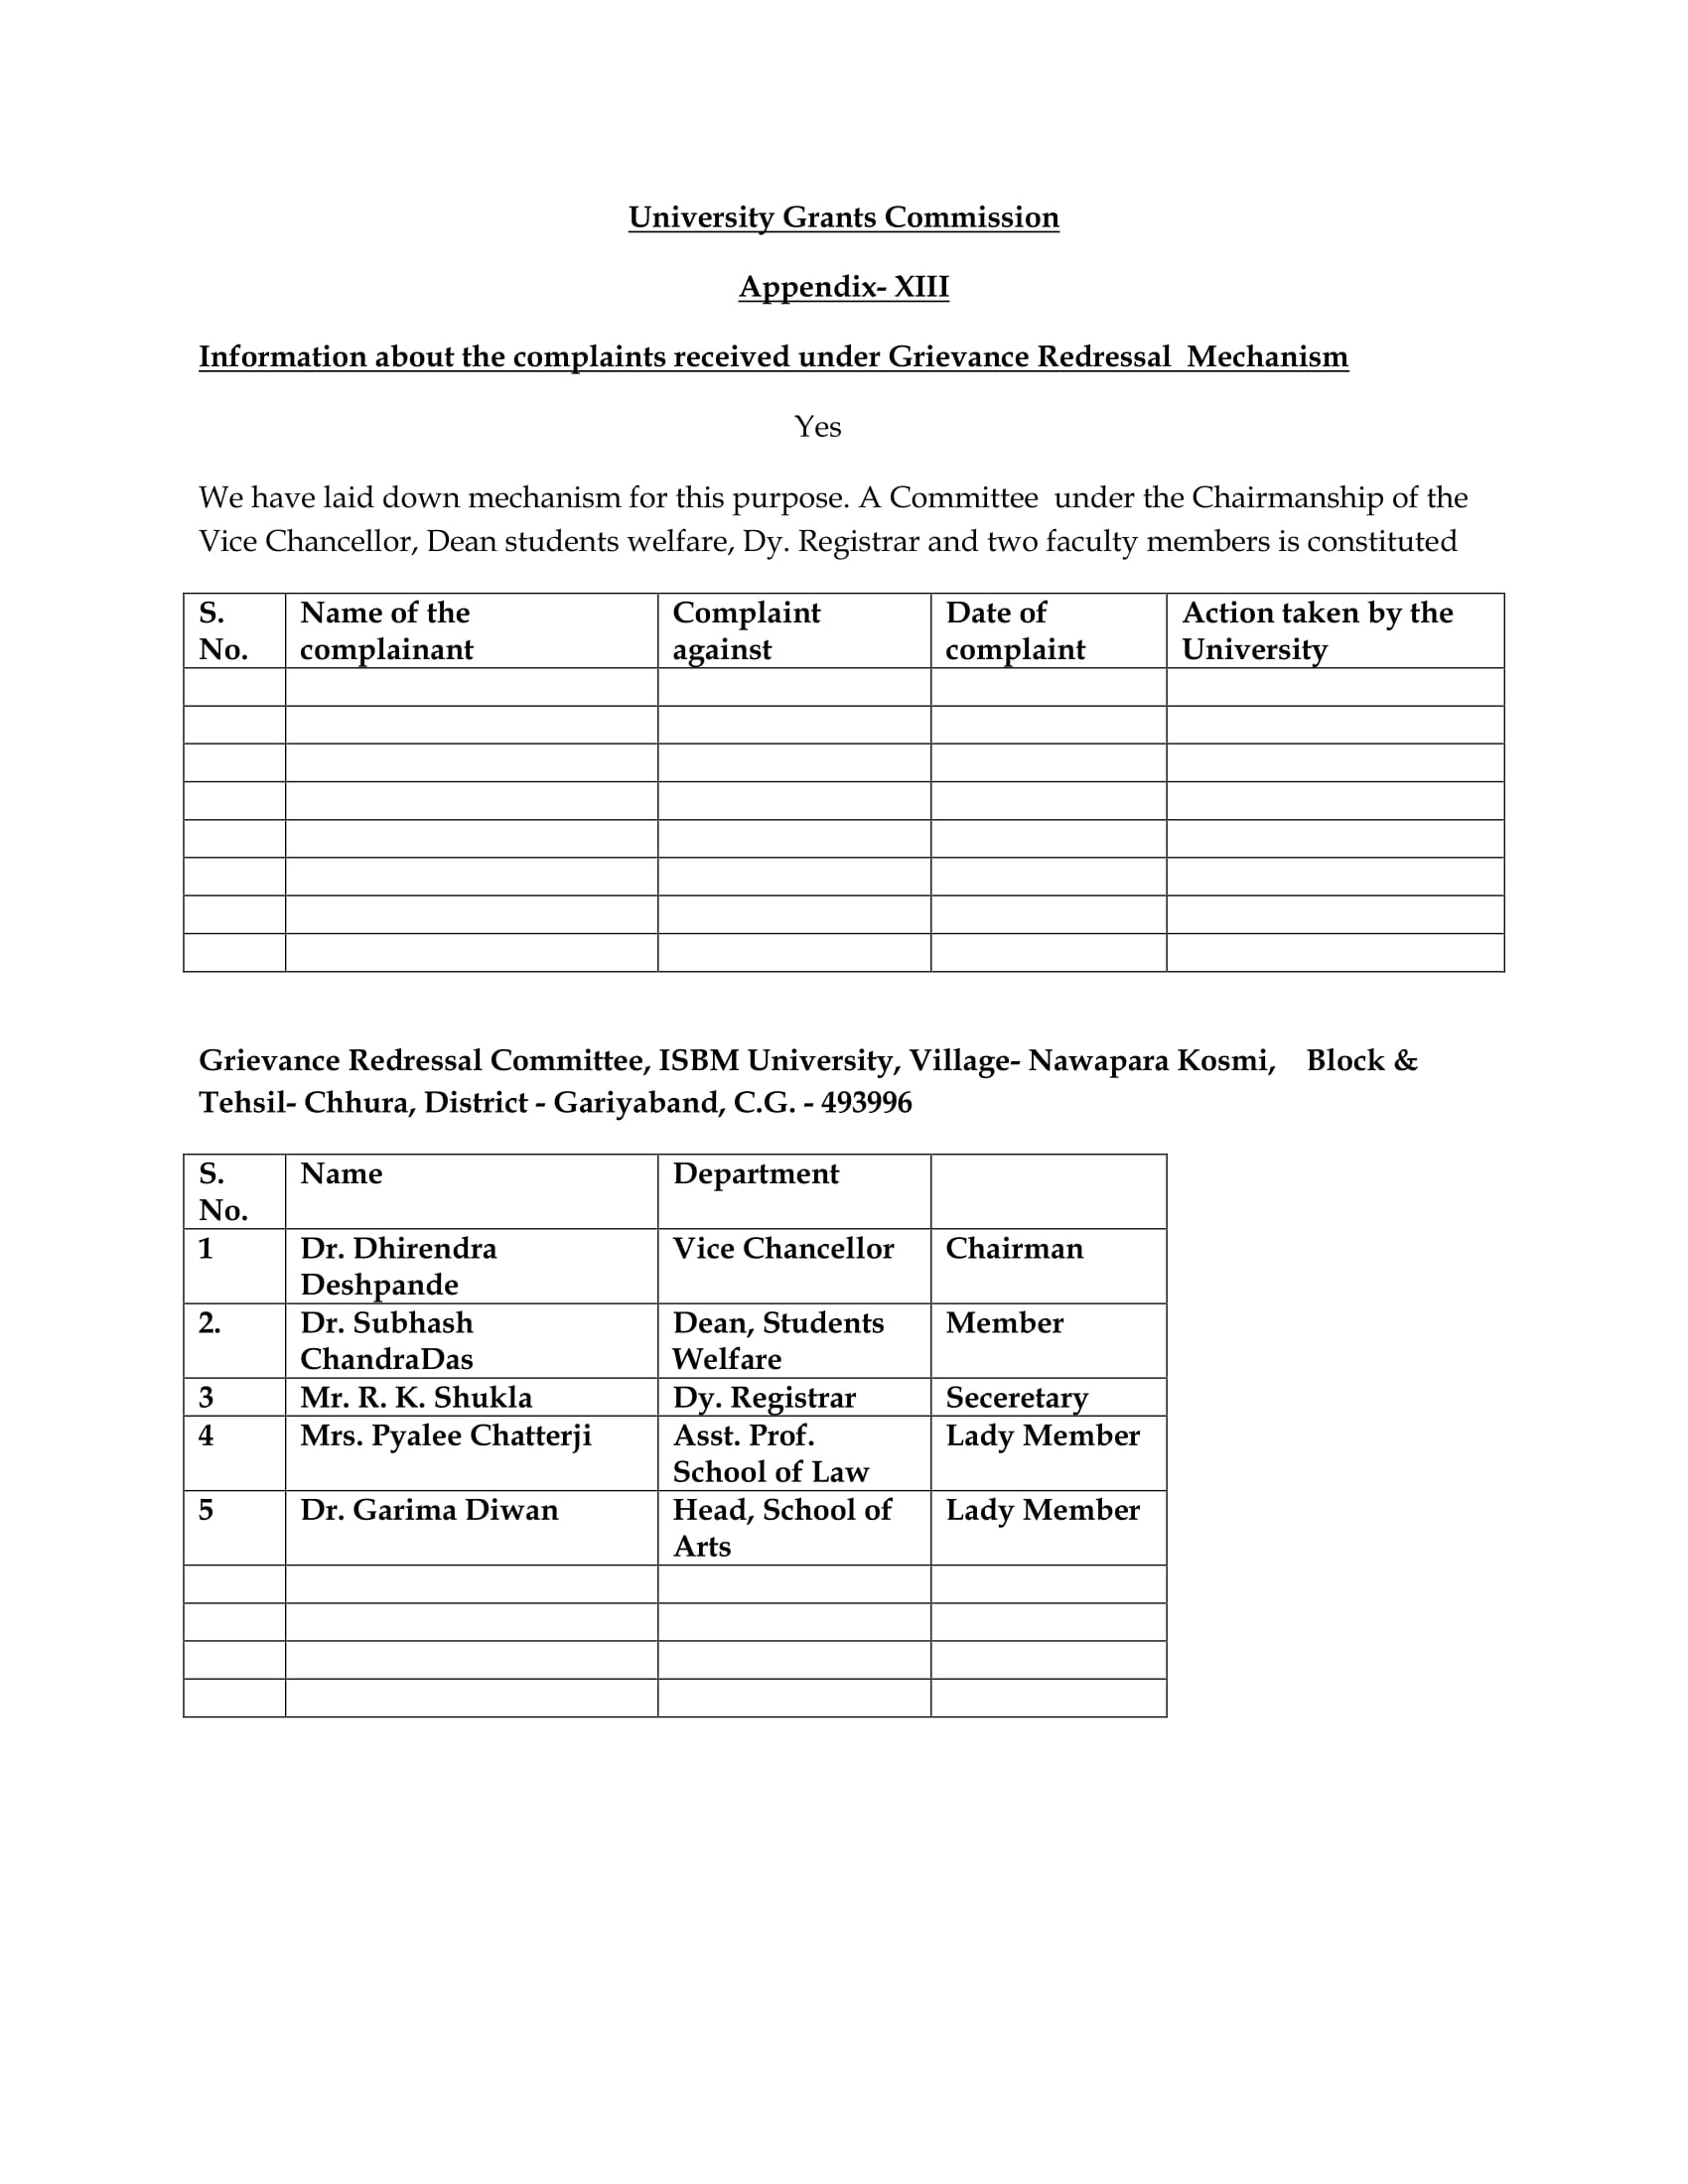 University Grants Commission
Appendix- XIII
Information about the complaints received under Grievance Redressal  Mechanism
Yes
We have laid down mechanism for this purpose. A Committee  under the Chairmanship of the
Vice Chancellor, Dean students welfare, Dy. Registrar and two faculty members is constituted
S. No. Name of the complainant Complaint against Date of complaint Action taken by the University
Grievance Redressal Committee, ISBM University, Village- Nawapara Kosmi,    Block &
Tehsil- Chhura, District - Gariyaband, C.G. - 493996
S. No. Name Department
1 Dr. Dhirendra Deshpande Vice Chancellor Chairman
2. Dr. Subhash ChandraDas Dean, Students Welfare Member
3 Mr. R. K. Shukla Dy. Registrar Seceretary
4 Mrs. Pyalee Chatterji Asst. Prof. School of Law Lady Member
5 Dr. Garima Diwan Head, School of Arts Lady Member